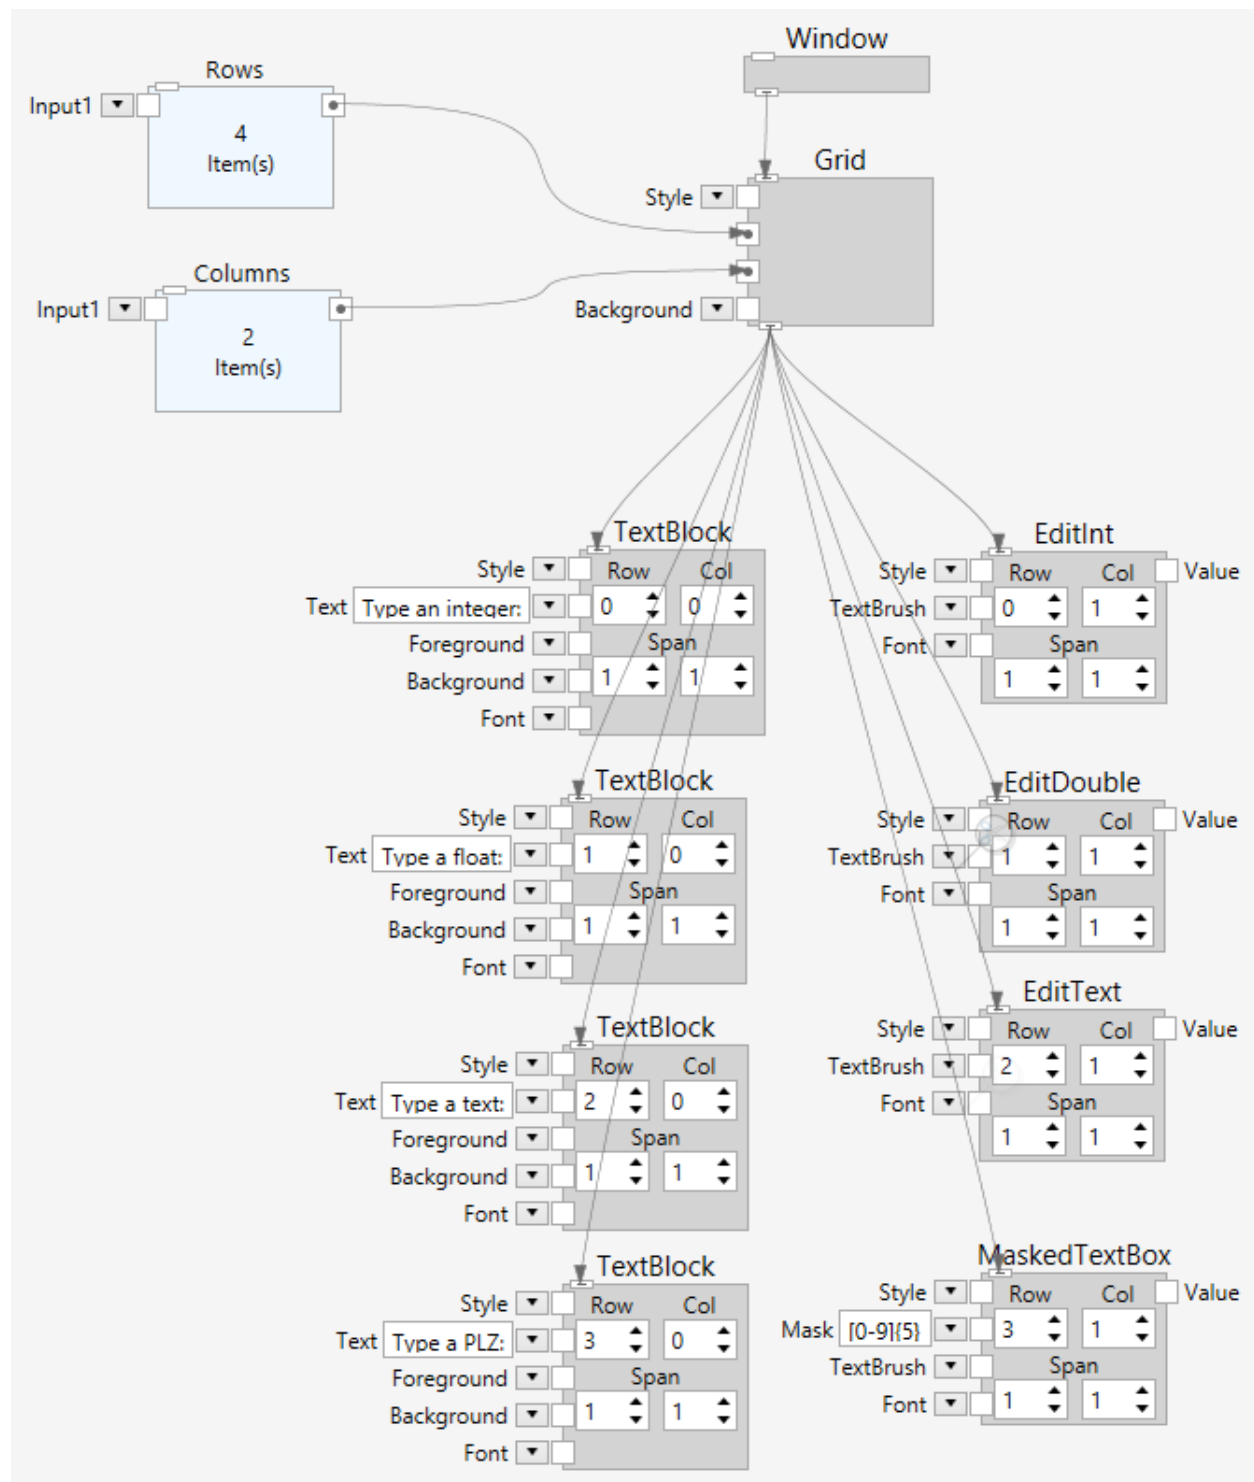 Window
Rows
Input1
4
Item(s)
Grid
Style
Columns
Input1
2
Item(s)
Background
TextBlock
Style
Row Col
Text Type an integer:
0 0
Foreground
Span
Background
1 1
Font
EditInt
Style
Row Col
Value
TextBrush
0 1
Font
Span
1 1
TextBlock
Style
Row Col
Text Type a float:
1 0
Foreground
Span
Background
1 1
Font
EditDouble
Style
Row Col
Value
TextBrush
1 1
Font
Span
1 1
TextBlock
Style
Row Col
Text Type a text:
2 0
Foreground
Span
Background
1 1
Font
EditText
Style
Row Col
Value
TextBrush
2 1
Font
Span
1 1
TextBlock
Style
Row Col
Text Type a PLZ:
3 0
Foreground
Span
Background
1 1
Font
MaskedTextBox
Style
Row Col
Value
Mask [0-9]{5}
3 1
TextBrush
Span
Font
1 1